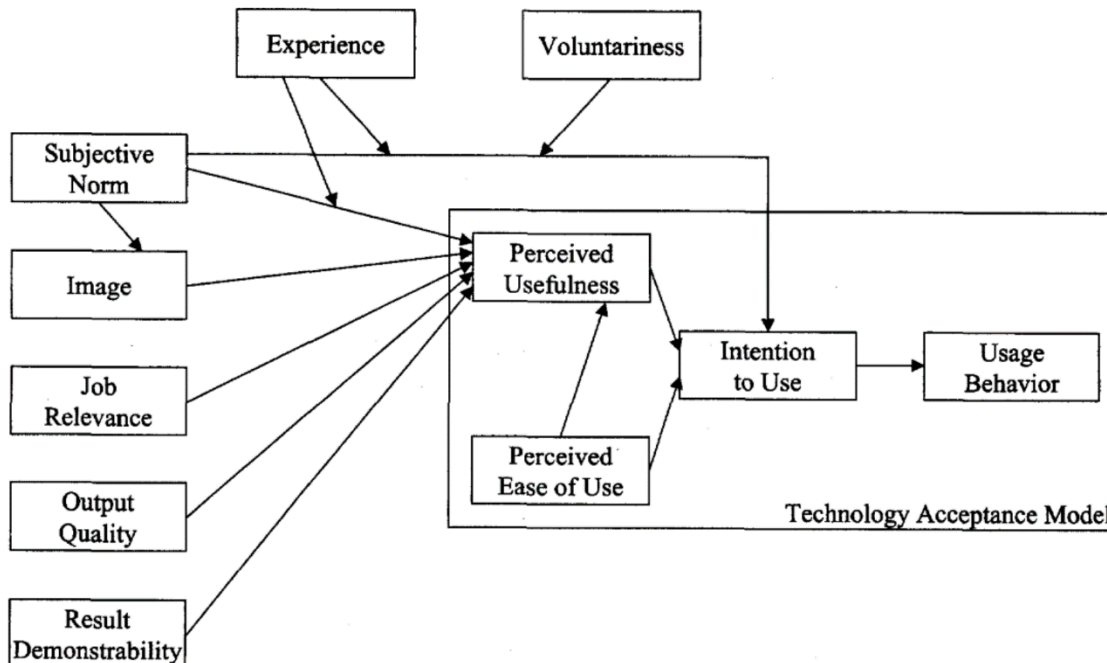 Experience
Voluntariness
Subjective
Norm
Image
Perceived
Usefulness
Job
Relevance
Intention
to Use
Usage
Behavior
Perceived
Ease of Use
Output
Quality
Technology Acceptance Model
Result
Demonstrability